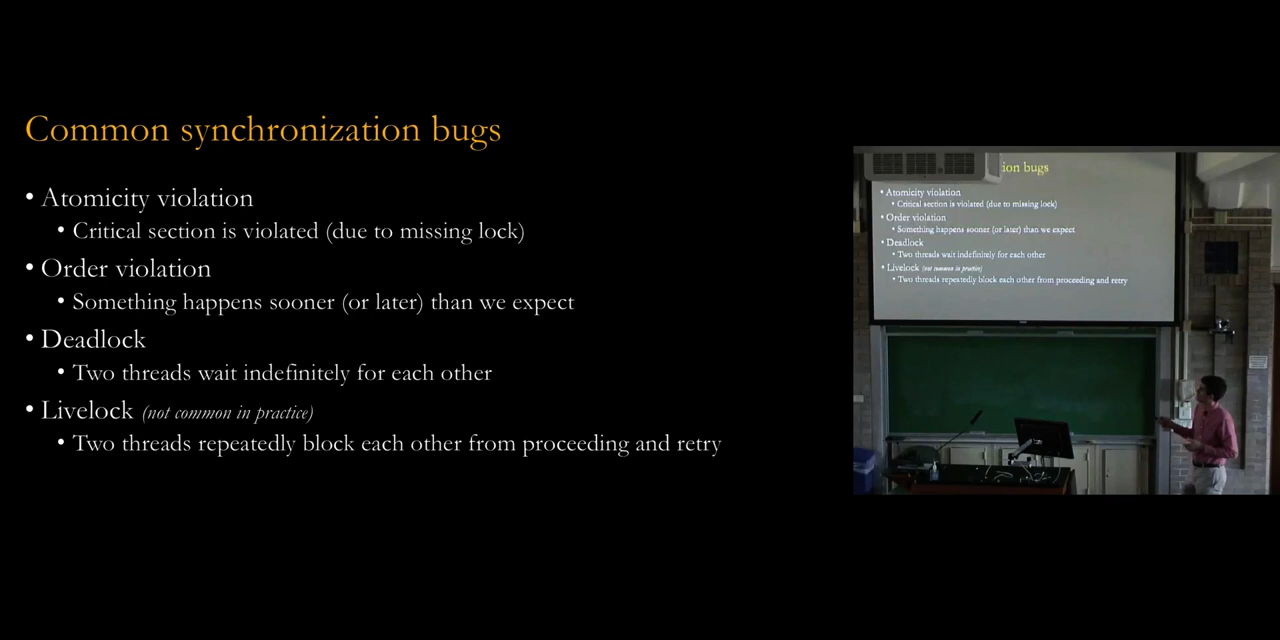 Common synchronization bugs
• Atomicity violation
• Critical section is violated (due to missing lock)
• Order violation
• Something happens sooner (or later) than we expect
• Deadlock
• Two threads wait indefinitely for each other
• Livelock (not common in practice)
• Two threads repeatedly block each other from proceeding and retry
ion bugs
• Atomicity violation
• Critical section is violated (due to missing lock)
• Order violation
• Something happens sooner (or later) than we expect
• Deadlock
• Two threads wait indefinitely for each other
• Livelock (not common in practice)
• Two threads repeatedly block each other from proceeding and retry